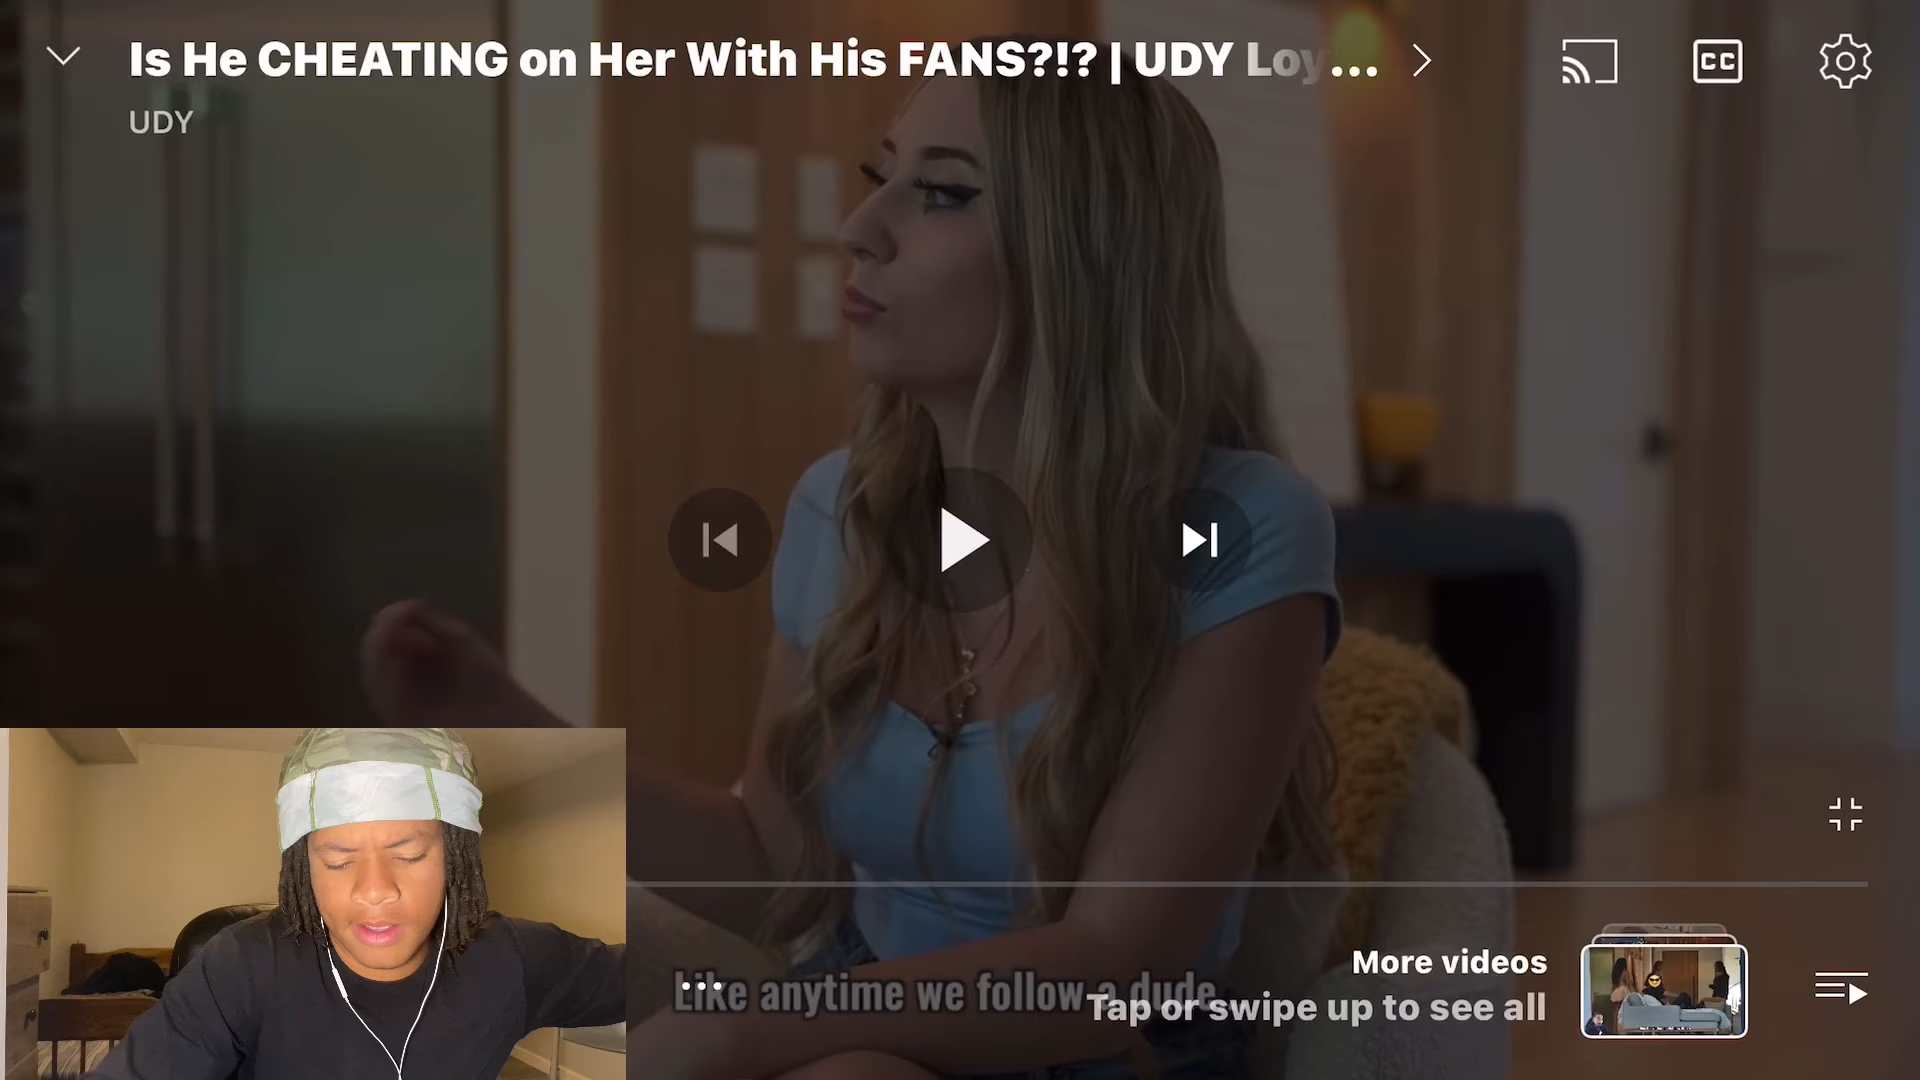 Is He CHEATING on Her With His FANS?!? | UDY Loy...
CC
UDY
More videos
Like anytime we follow a dude
Tap or swipe up to see all